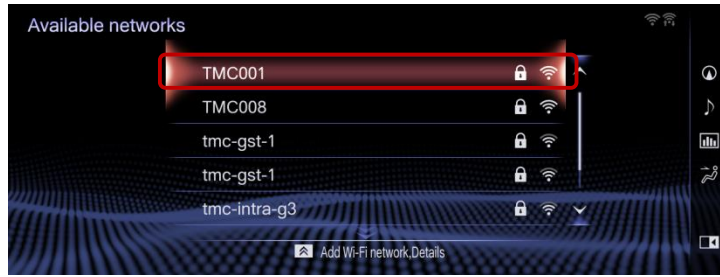 Available networks
TMC001
TMC008
tmc-gst-1
tmc-gst-1
tmc-intra-g3
Add Wi-Fi network,Details